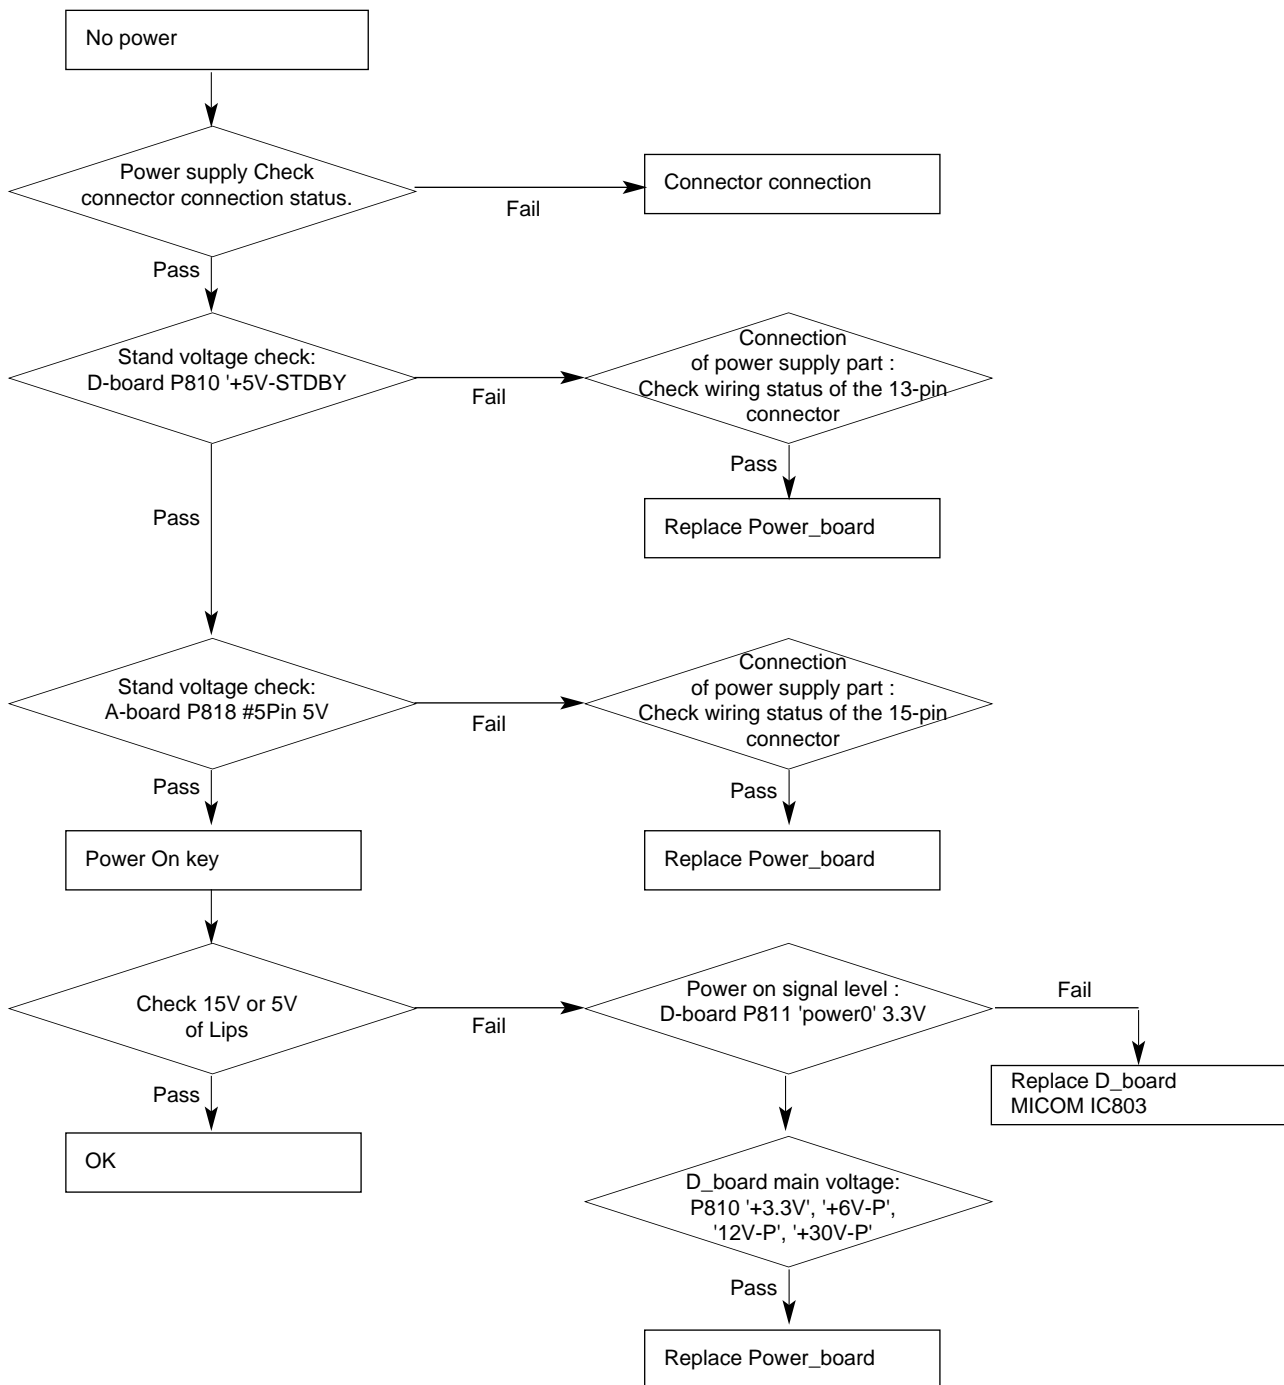 No power
Power supply Check
connector connection status.
Fail
Connector connection
Pass
Stand voltage check:
D-board P810 '+5V-STDBY
Fail
Connection
of power supply part :
Check wiring status of the 13-pin
connector
Pass
Replace Power_board
Pass
Stand voltage check:
A-board P818 #5Pin 5V
Fail
Connection
of power supply part :
Check wiring status of the 15-pin
connector
Pass
Pass
Power On key
Replace Power_board
Check 15V or 5V
of Lips
Fail
Power on signal level :
D-board P811 'power0' 3.3V
Fail
Replace D_board
MICOM IC803
Pass
OK
D_board main voltage:
P810 '+3.3V', '+6V-P',
'12V-P', '+30V-P'
Pass
Replace Power_board